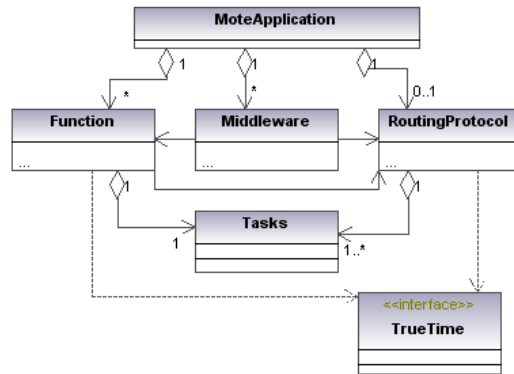 MoteApplication
1
1
1
*
*
0..1
Function
Middleware
RoutingProtocol
...
...
...
1
1
Tasks
1
1..*
<<interface>>
TrueTime